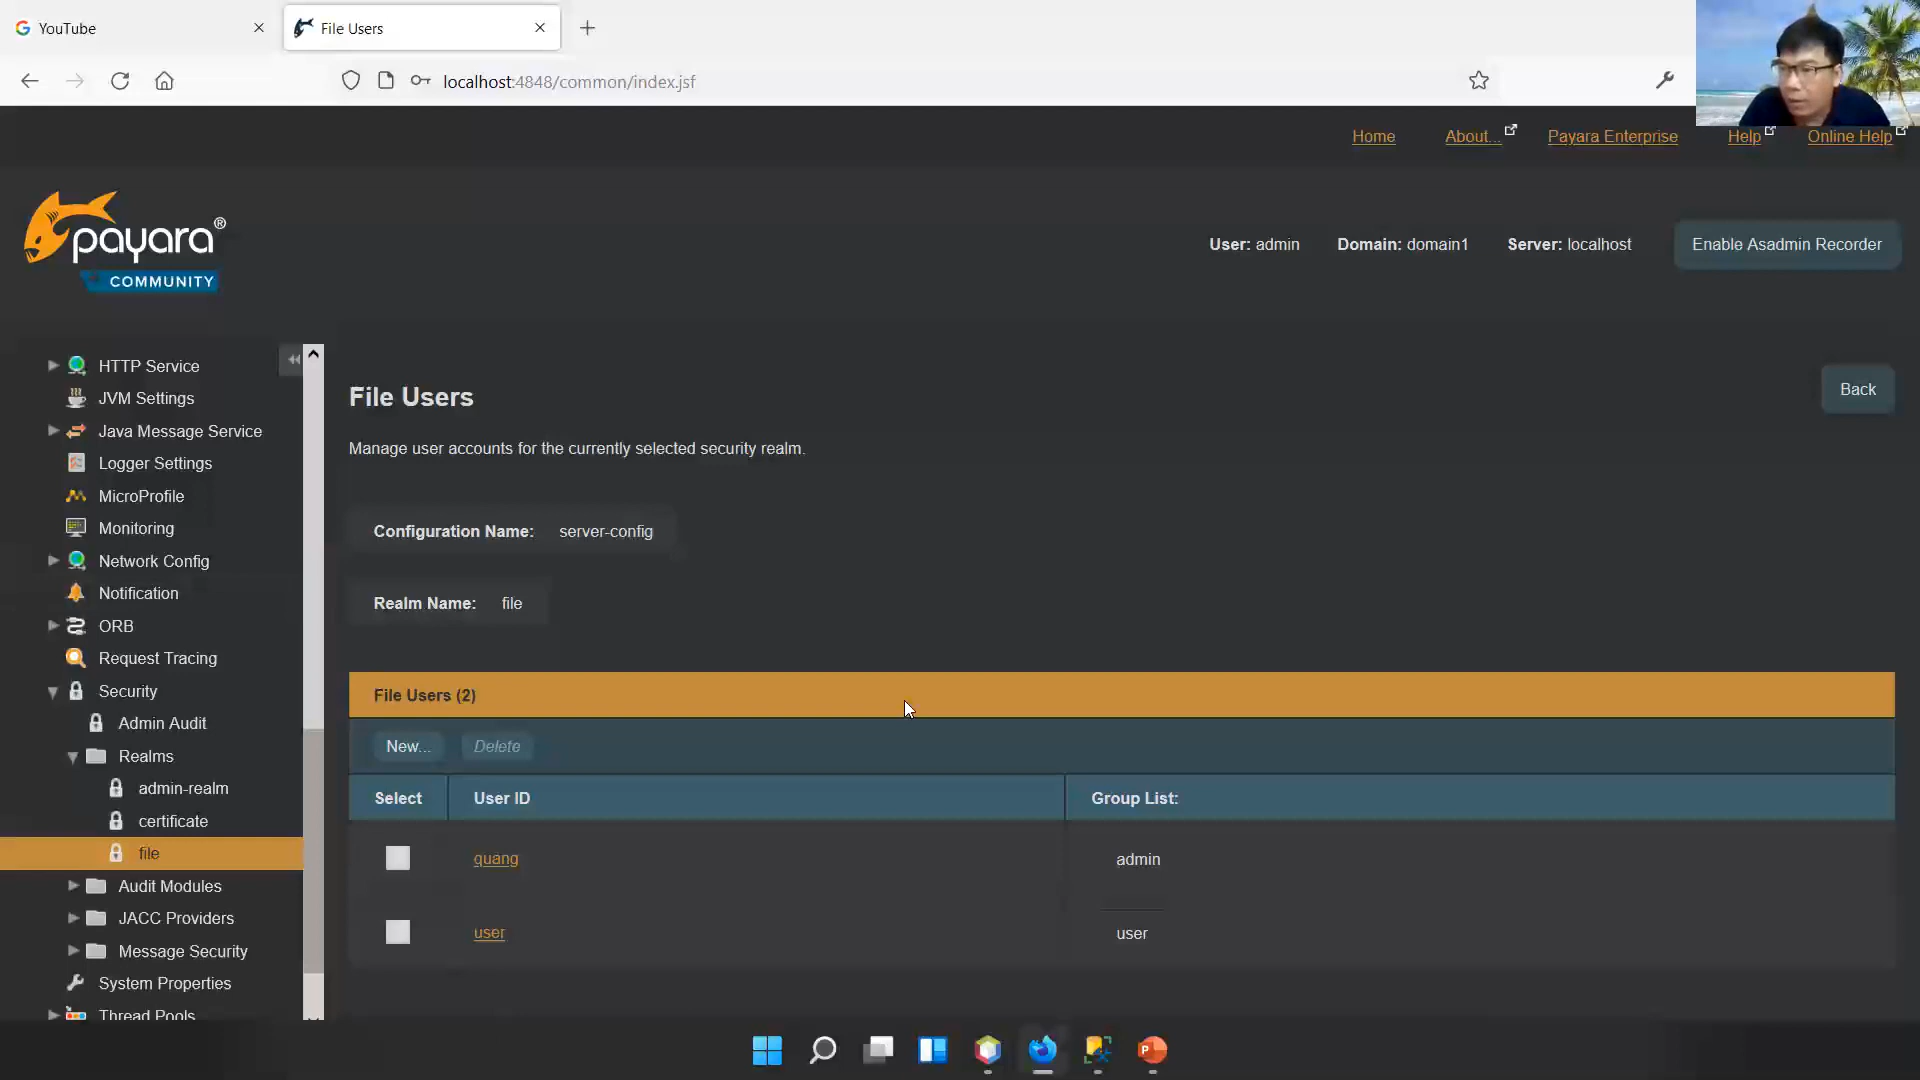 YouTube
File Users
localhost:4848/common/index.jsf
Home
About...
Payara Enterprise
Help
Online Help
payara®
COMMUNITY
User: admin
Domain: domain1
Server: localhost
Enable Asadmin Recorder
HTTP Service
JVM Settings
Java Message Service
Logger Settings
MicroProfile
Monitoring
Network Config
Notification
ORB
Request Tracing
Security
Admin Audit
Realms
admin-realm
certificate
file
Audit Modules
JACC Providers
Message Security
System Properties
Thread Pools
File Users
Back
Manage user accounts for the currently selected security realm.
Configuration Name: server-config
Realm Name: file
File Users (2)
New... Delete
Select User ID Group List:
quang admin
user user